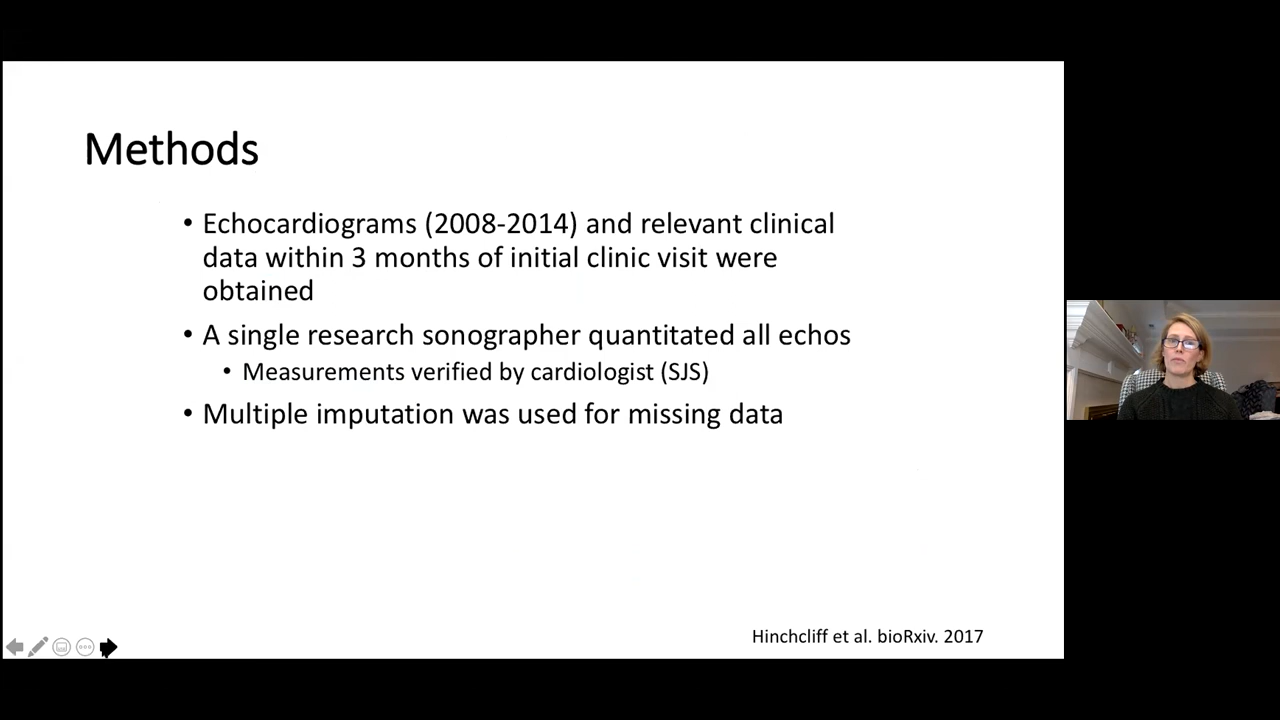 Methods
• Echocardiograms (2008-2014) and relevant clinical
data within 3 months of initial clinic visit were
obtained
• A single research sonographer quantitated all echos
• Measurements verified by cardiologist (SJS)
• Multiple imputation was used for missing data
Hinchcliff et al. bioRxiv. 2017